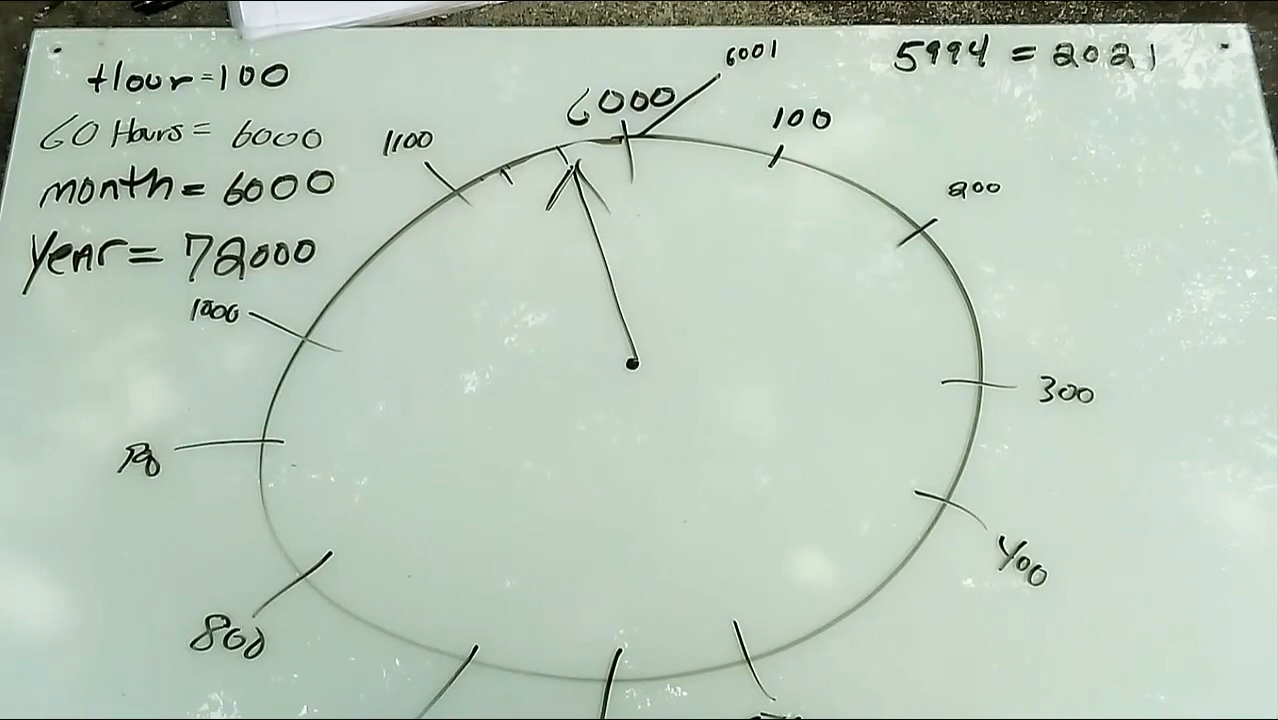 Hour=100
60 Hours = 6000
month = 6000
Year = 72000
5994 = 2021
6001
6000
100
200
300
400
800
1000
1100